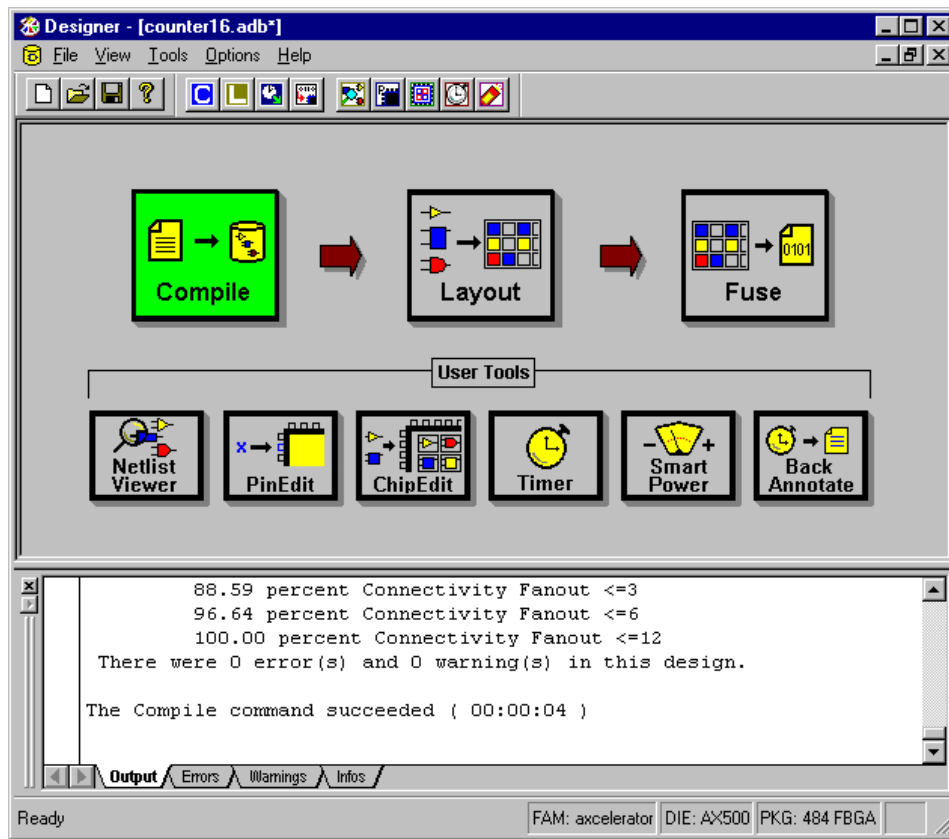 Designer - [counter16.adb*]
File View Tools Options Help
Compile
Layout
0101
Fuse
User Tools
Netlist
Viewer
x
PinEdit
ChipEdit
Timer
- +
Smart
Power
Back
Annotate
88.59 percent Connectivity Fanout <=3
96.64 percent Connectivity Fanout <=6
100.00 percent Connectivity Fanout <=12
There were 0 error(s) and 0 warning(s) in this design.
The Compile command succeeded ( 00:00:04 )
Output Errors Warnings Infos
Ready FAM: axcelerator DIE: AX500 PKG: 484 FBGA